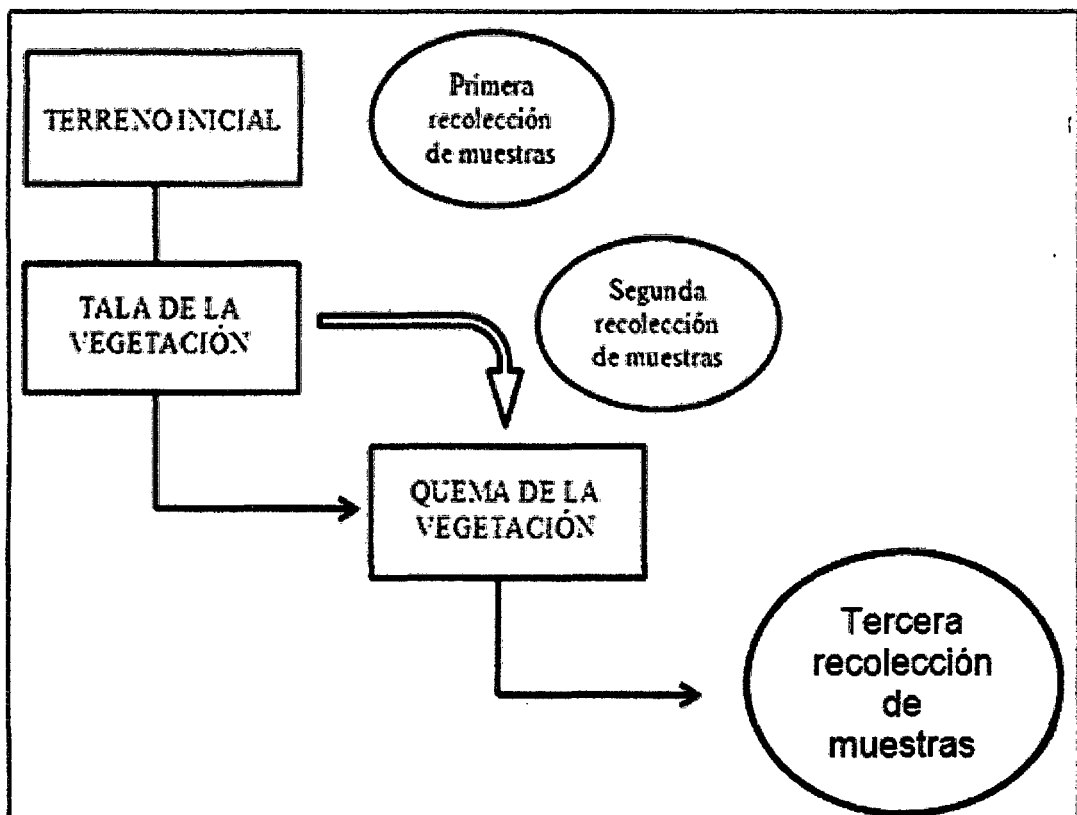 TERRENO INICIAL
Primera
recolección
de muestras
TALA DE LA
VEGETACIÓN
Segunda
recolección
de muestras
QUEMA DE LA
VEGETACIÓN
Tercera
recolección
de
muestras